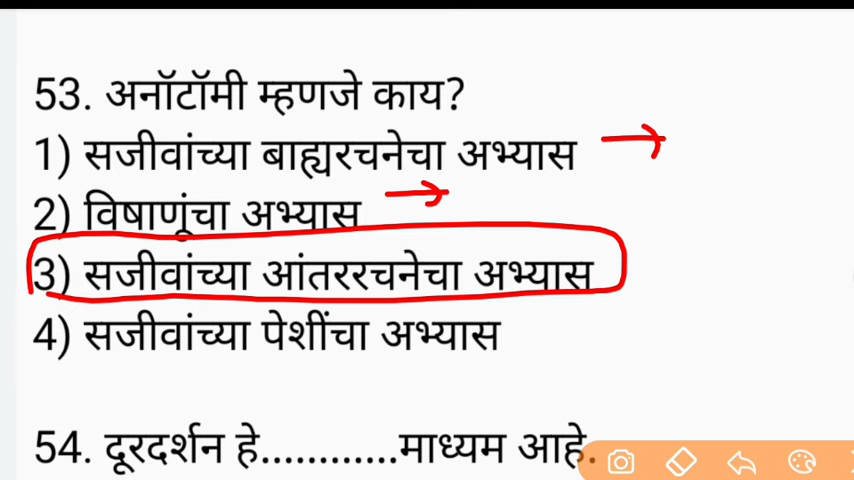 53. अनॉटॉमी म्हणजे काय?
1) सजीवांच्या बाह्यरचनेचा अभ्यास
2) विषाणूंचा अभ्यास
3) सजीवांच्या आंतररचनेचा अभ्यास
4) सजीवांच्या पेशींचा अभ्यास
54. दूरदर्शन हे............माध्यम आहे.